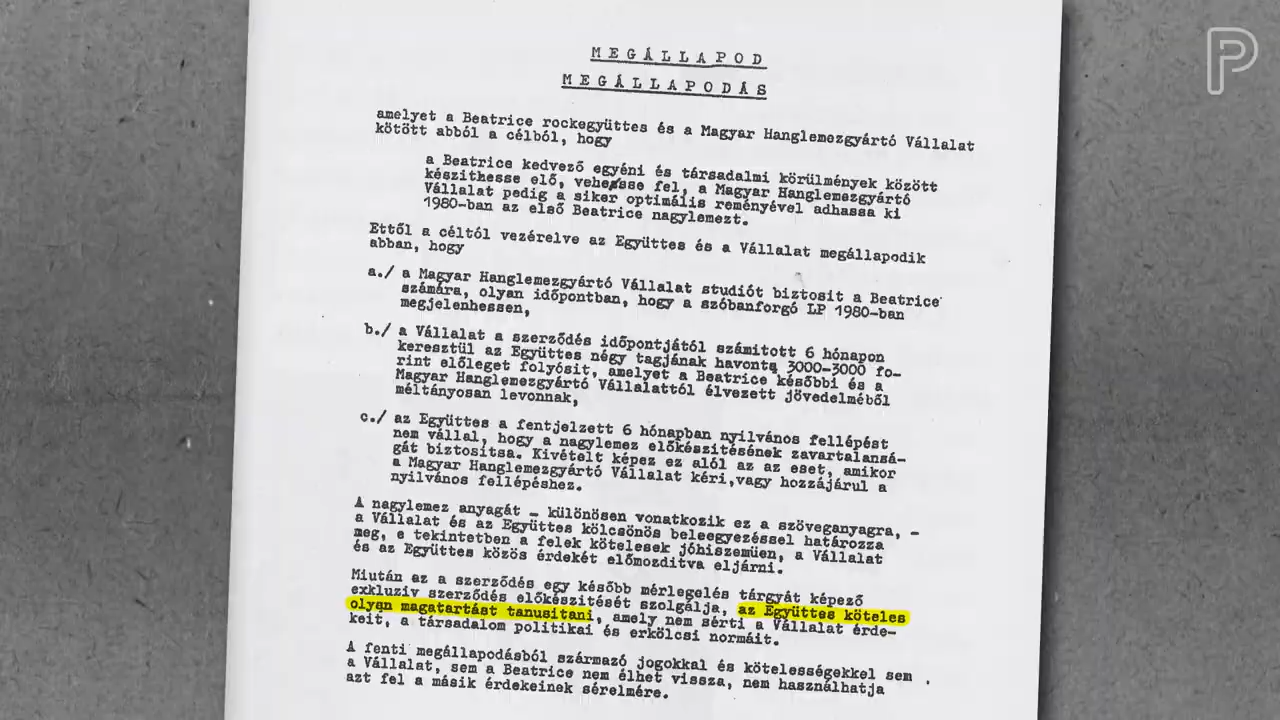 P
MEGÁLLAPOD
MEGÁLLAPODÁS
amelyet a Beatrice rockegyüttes és a Magyar Hanglemezgyártó Vállalat
kötött abból a célból, hogy
a Beatrice kedvező egyéni és társadalmi körülmények között
készithesse elő, vehesse fel, a Magyar Hanglemezgyártó
Vállalat pedig a siker optimális reményével adhassa ki
1980-ban az első Beatrice nagylemezt.
Ettől a céltól vezérelve az Együttes és a Vállalat megállapodik
abban, hogy
a./ a Magyar Hanglemezgyártó Vállalat studiót biztosit a Beatrice
számára, olyan időpontban, hogy a szóbanforgó LP 1980-ban
megjelenhessen,
b./ a Vállalat a szerződés időpontjától számitott 6 hónapon
keresztül az Együttes négy tagjának havonta 3000-3000 fo-
rint előleget folyósit, amelyet a Beatrice későbbi és a
Magyar Hanglemezgyártó Vállalattól élvezett jövedelméből
méltányosan levonnak,
c./ az Együttes a fentjelzett 6 hónapban nyilvános fellépést
nem vállal, hogy a nagylemez előkészitésének zavartalansá-
gát biztositsa. Kivételt képez ez alól az az eset, amikor
a Magyar Hanglemezgyártó Vállalat kéri,vagy hozzájárul a
nyilvános fellépéshez.
A nagylemez anyagát - különösen vonatkozik ez a szöveganyagra, -
a Vállalat és az Együttes kölcsönös beleegyezéssel határozza
meg, e tekintetben a felek kötelesek jóhiszemüen, a Vállalat
és az Együttes közös érdekét előmozditva eljárni.
Miután ez a szerződés egy később mérlegelés tárgyát képező
exkluziv szerződés előkészitését szolgálja, az Együttes köteles
olyan magatartást tanusitani, amely nem sérti a Vállalat érde-
keit, a társadalom politikai és erkölcsi normáit.
A fenti megállapodásból származó jogokkal és kötelességekkel sem
a Vállalat, sem a Beatrice nem élhet vissza, nem használhatja
azt fel a másik érdekeinek sérelmére.